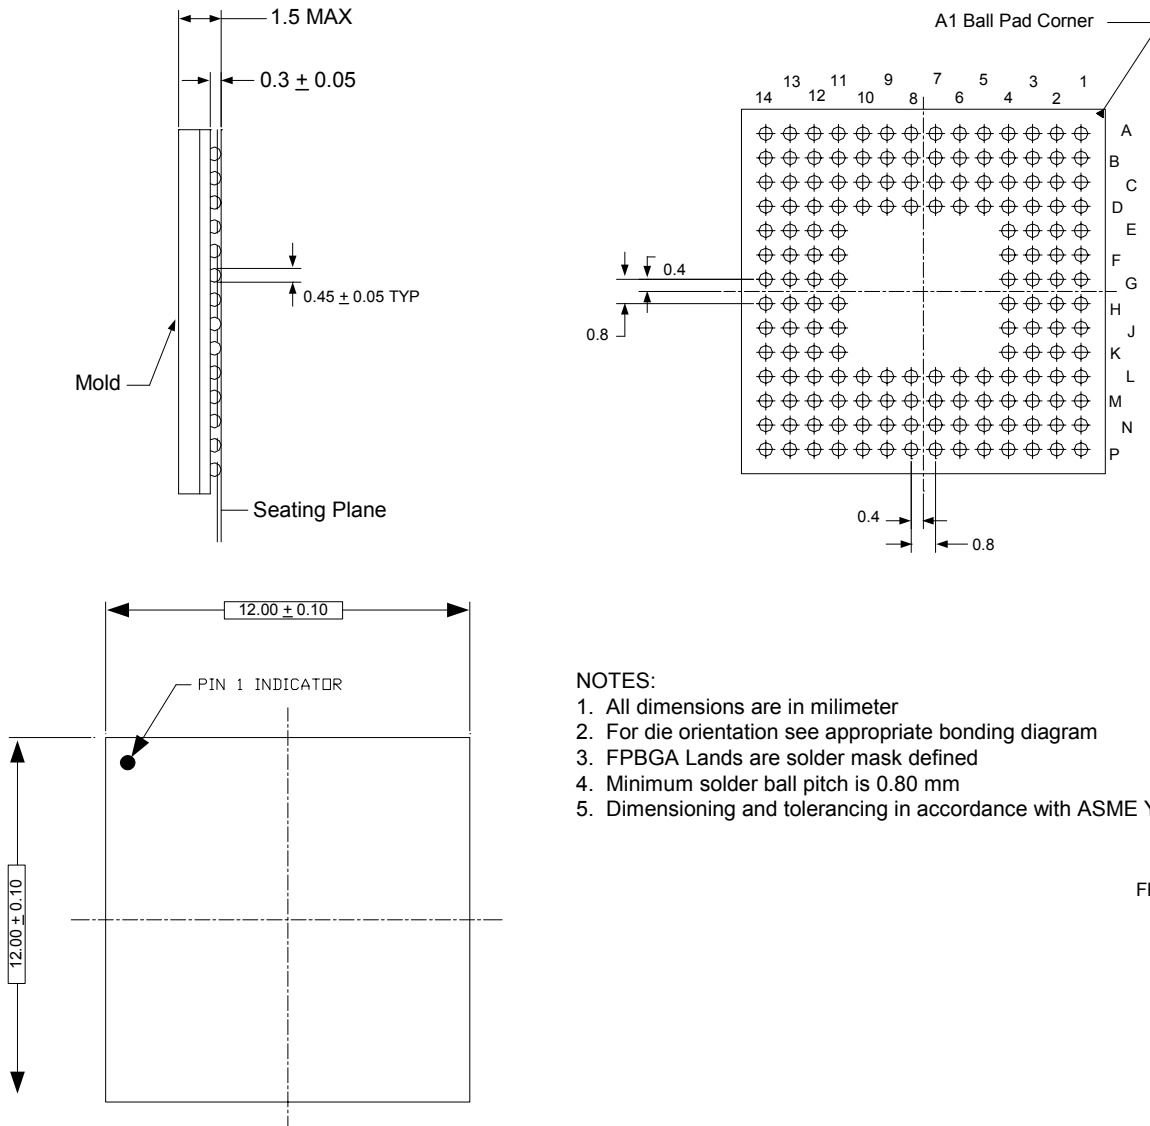 1.5 MAX
0.3 ± 0.05
0.45 ± 0.05 TYP
Mold
Seating Plane
A1 Ball Pad Corner
13 11 9 7 5 3 1
14 12 10 8 6 4 2
A
B
C
D
E
F
G
H
J
K
L
M
N
P
0.4
0.8
0.4
0.8
12.00 ± 0.10
PIN 1 INDICATOR
12.00 ± 0.10
NOTES:
1. All dimensions are in milimeter
2. For die orientation see appropriate bonding diagram
3. FPBGA Lands are solder mask defined
4. Minimum solder ball pitch is 0.80 mm
5. Dimensioning and tolerancing in accordance with ASME